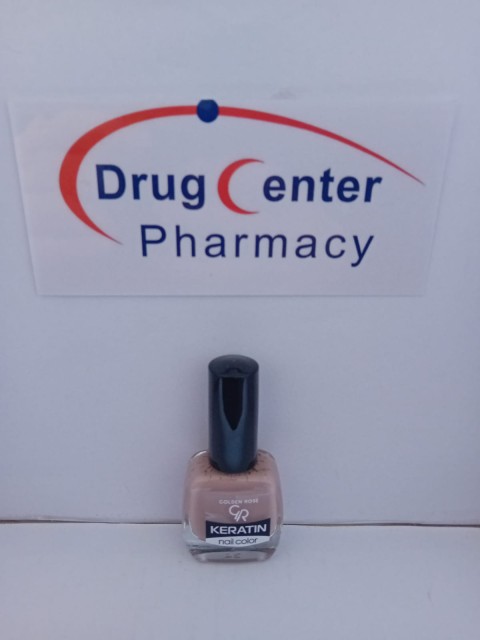 Drug Center
Pharmacy
GOLDEN ROSE
GR
KERATIN
nail color